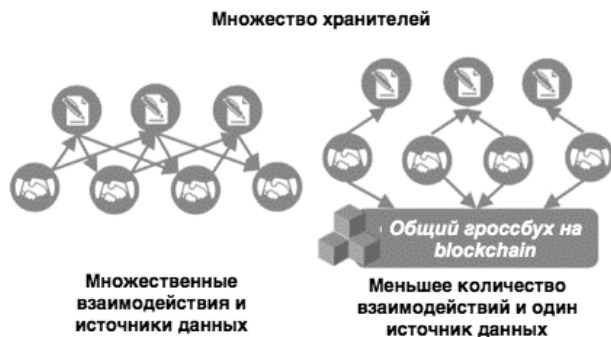 Множество хранителей
Общий гроссбух на
blockchain
Множественные
взаимодействия и
источники данных
Меньшее количество
взаимодействий и один
источник данных